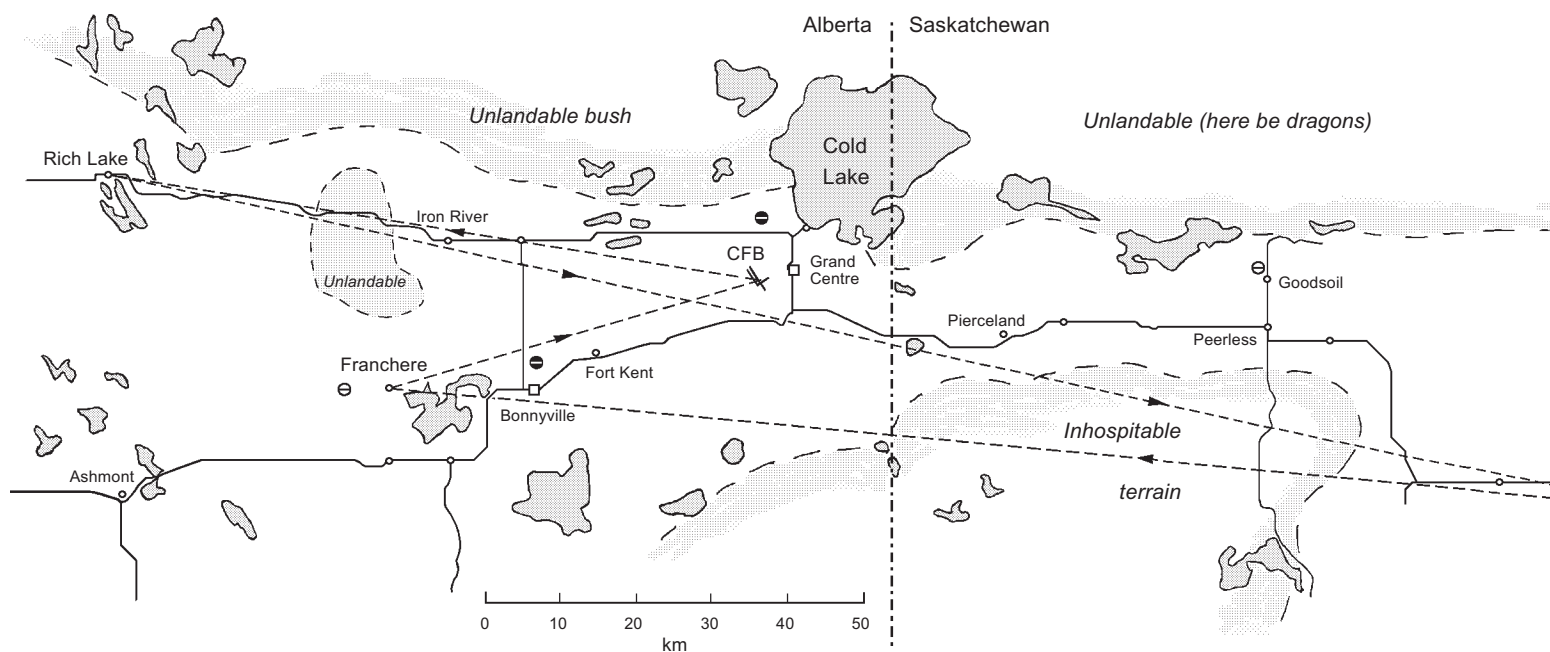 Alberta
Saskatchewan
Unlandable bush
Unlandable (here be dragons)
Cold
Lake
Rich Lake
Iron River
CFB
Grand
Centre
Goodsoil
Unlandable
Pierceland
Peerless
Franchere
Fort Kent
Bonnyville
Inhospitable
Ashmont
terrain
0 10 20 30 40 50
km